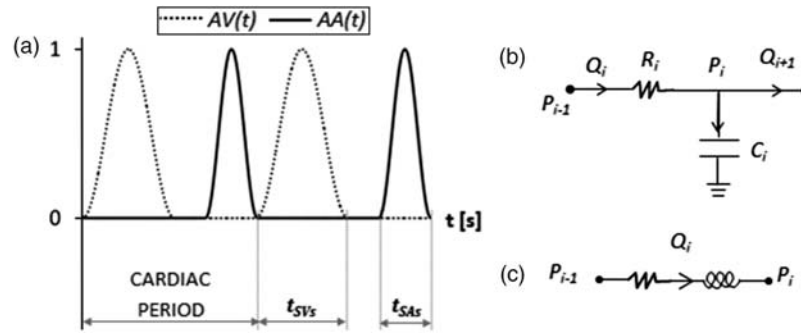 (a)
AV(t) AA(t)
1
0
t [s]
CARDIAC
PERIOD
tSVs
tSAs
(b)
Qi Ri Pi Qi+1
Pi-1
Ci
(c)
Qi
Pi-1 Pi